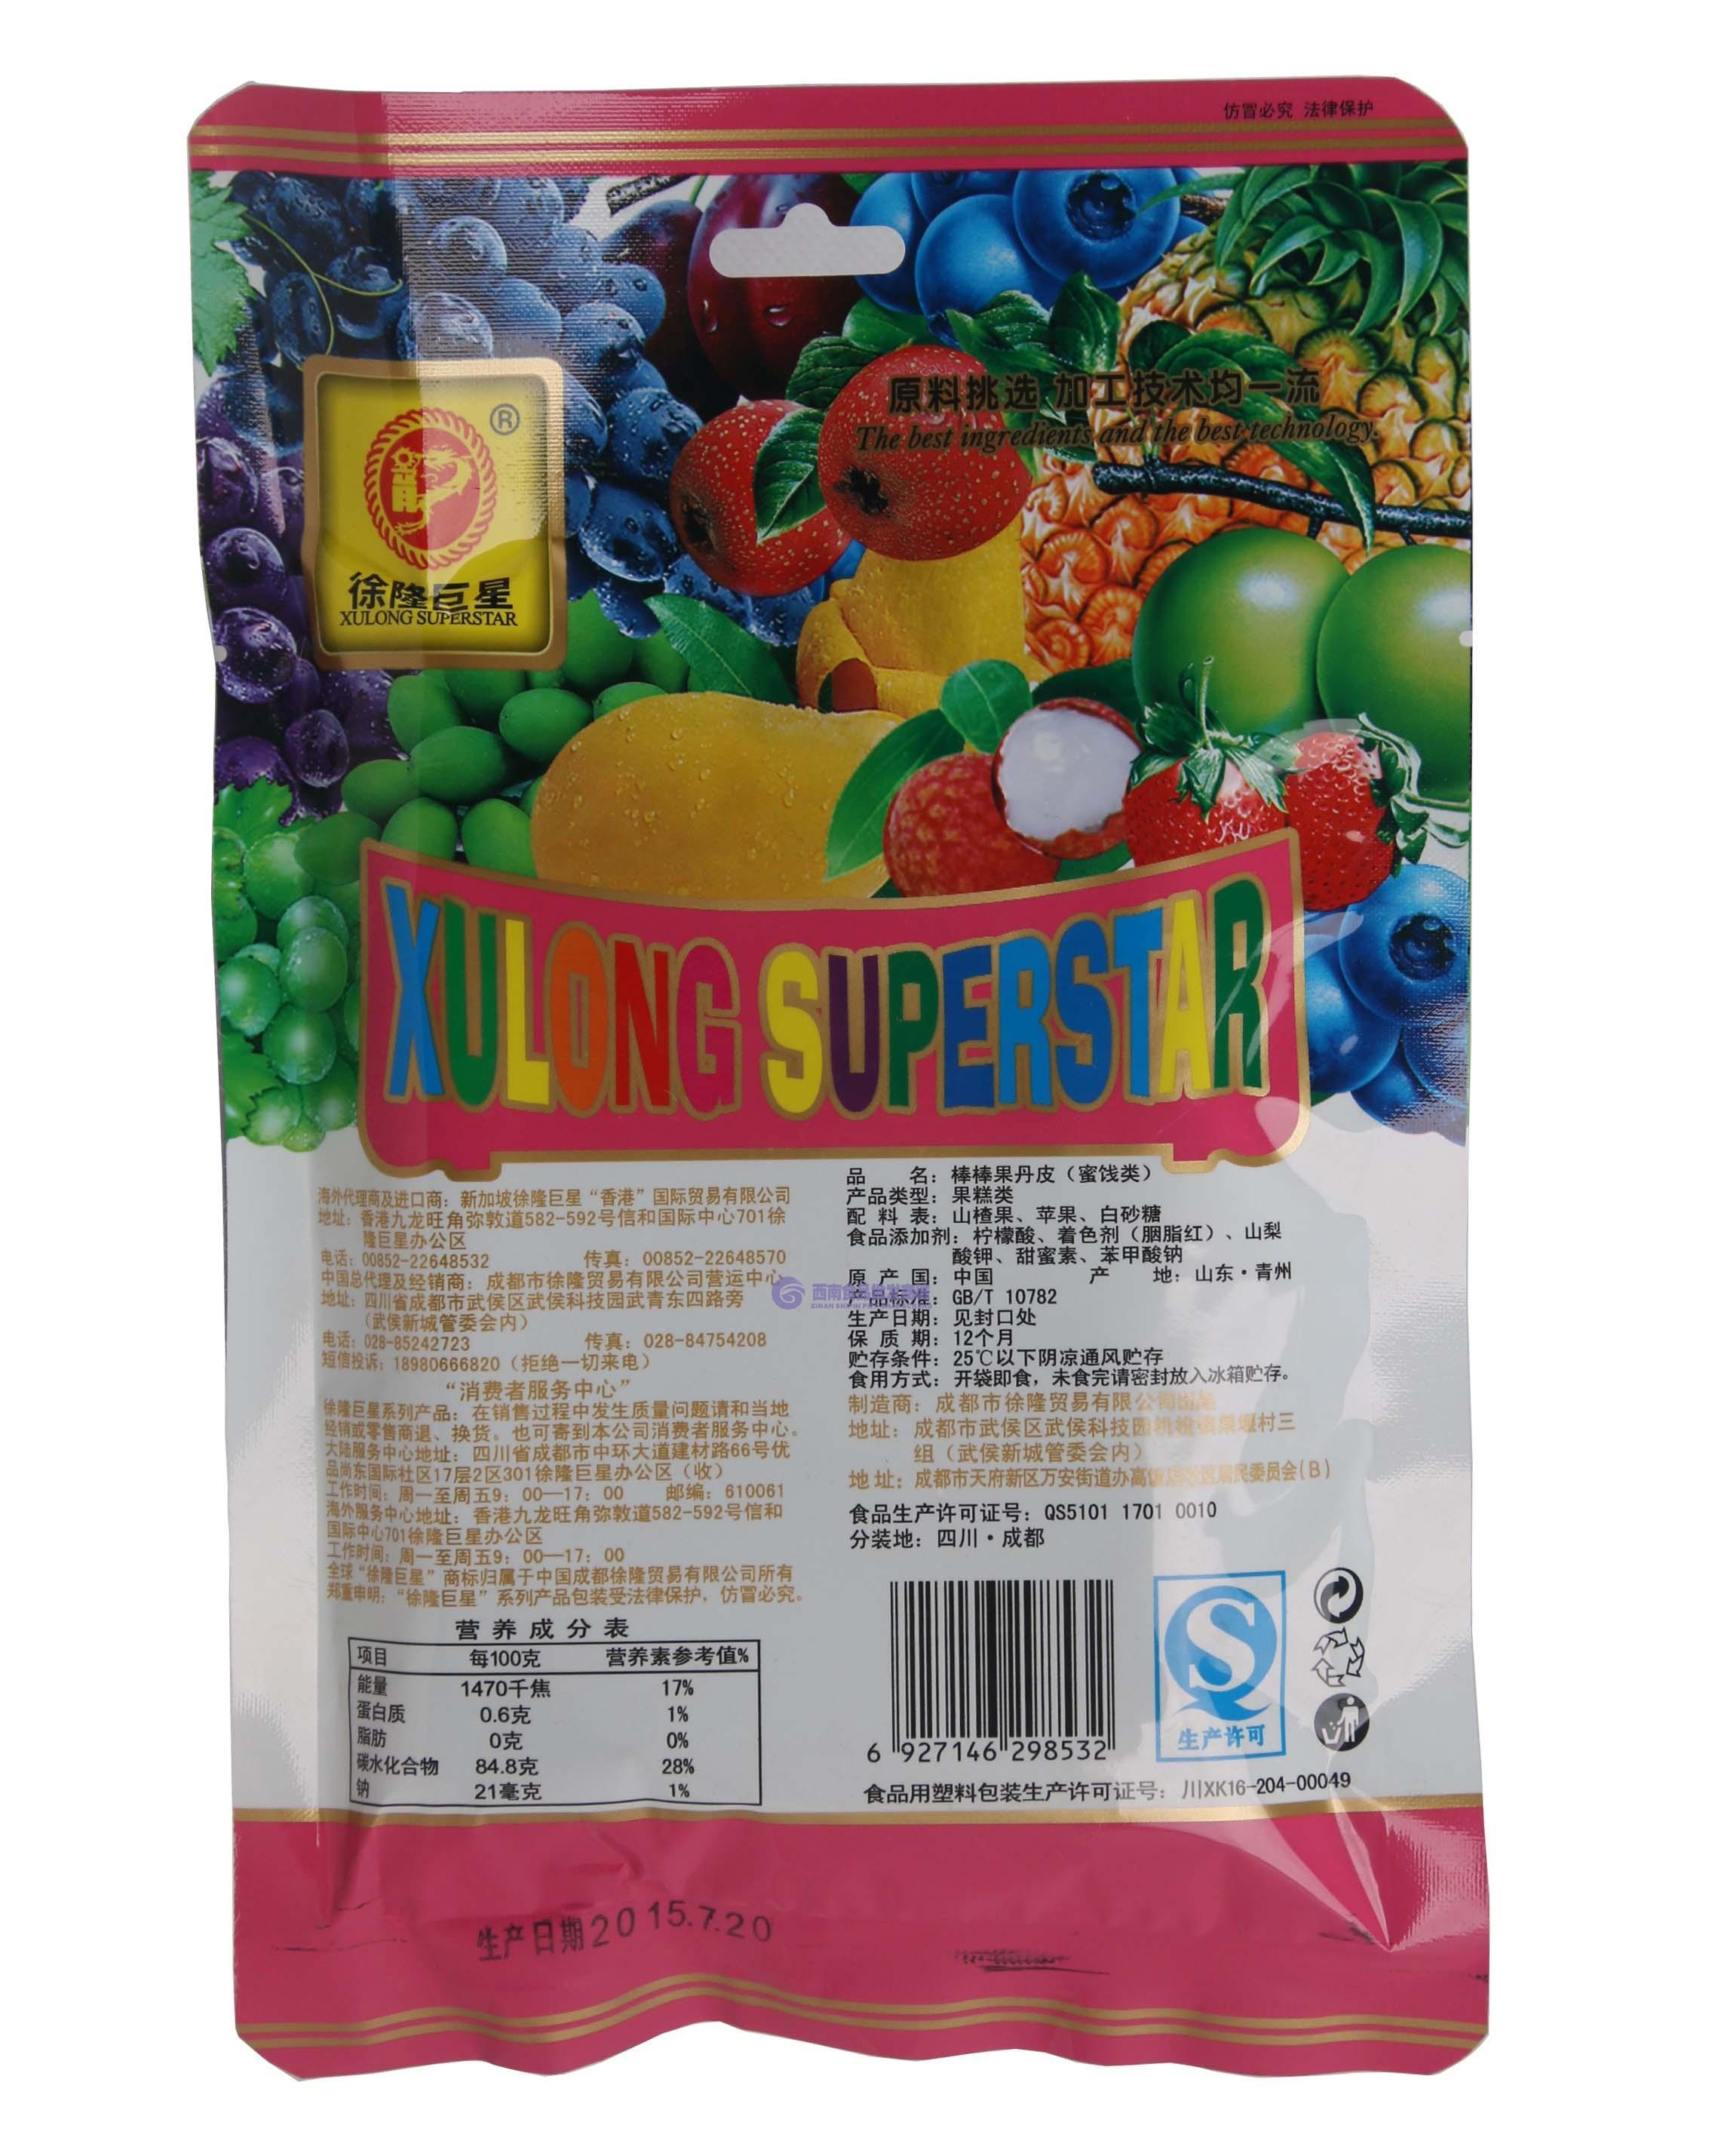 仿冒必究 法律保护
原料挑选 加工技术均一流
The best ingredients and the best technology.
®
徐隆巨星
XULONG SUPERSTAR
XULONG SUPERSTAR
海外代理商及进口商：新加坡徐隆巨星“香港”国际贸易有限公司
地址：香港九龙旺角弥敦道582-592号信和国际中心701徐
隆巨星办公区
电话：00852-22648532 传真：00852-22648570
中国总代理及经销商：成都市徐隆贸易有限公司营运中心
地址：四川省成都市武侯区武侯科技园武青东四路旁
（武侯新城管委会内）
电话：028-85242723 传真：028-84754208
短信投诉：18980666820（拒绝一切来电）
“消费者服务中心”
徐隆巨星系列产品：在销售过程中发生质量问题请和当地
经销或零售商退、换货。也可寄到本公司消费者服务中心。
大陆服务中心地址：四川省成都市中环大道建材路66号优
品尚东国际社区17层2区301徐隆巨星办公区（收）
工作时间：周一至周五9：00—17：00 邮编：610061
海外服务中心地址：香港九龙旺角弥敦道582-592号信和
国际中心701徐隆巨星办公区
工作时间：周一至周五9：00—17：00
全球“徐隆巨星”商标归属于中国成都徐隆贸易有限公司所有
郑重申明：“徐隆巨星”系列产品包装受法律保护，仿冒必究。
营养成分表
项目 每100克 营养素参考值%
能量 1470千焦 17%
蛋白质 0.6克 1%
脂肪 0克 0%
碳水化合物 84.8克 28%
钠 21毫克 1%
品 名：棒棒果丹皮（蜜饯类）
产品类型：果糕类
配 料 表：山楂果、苹果、白砂糖
食品添加剂：柠檬酸、着色剂（胭脂红）、山梨
酸钾、甜蜜素、苯甲酸钠
原 产 国：中国 产 地：山东·青州
产品标准：GB/T 10782
生产日期：见封口处
保 质 期：12个月
贮存条件：25℃以下阴凉通风贮存
食用方式：开袋即食，未食完请密封放入冰箱贮存。
制造商：成都市徐隆贸易有限公司
地址：成都市武侯区武侯科技园 村三
组（武侯新城管委会内）
地址：成都市天府新区万安街道办高饭店 居民委员会(B)
食品生产许可证号：QS5101 1701 0010
分装地：四川·成都
6 927146 298532
生产许可
食品用塑料包装生产许可证号：川XK16-204-00049
生产日期2015.7.20